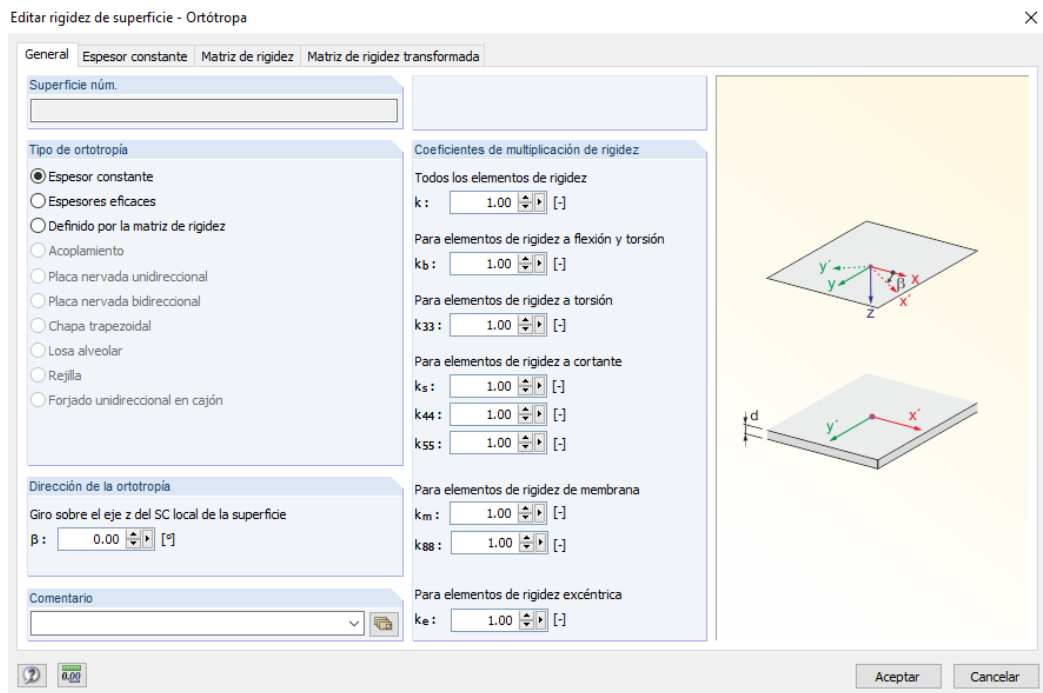 Editar rigidez de superficie - Ortótropa
General Espesor constante Matriz de rigidez Matriz de rigidez transformada
Superficie núm.
Tipo de ortotropía
Espesor constante
Espesores eficaces
Definido por la matriz de rigidez
Acoplamiento
Placa nervada unidireccional
Placa nervada bidireccional
Chapa trapezoidal
Losa alveolar
Rejilla
Forjado unidireccional en cajón
Dirección de la ortotropía
Giro sobre el eje z del SC local de la superficie
β : 0.00 [°]
Comentario
Coeficientes de multiplicación de rigidez
Todos los elementos de rigidez
k : 1.00 [-]
Para elementos de rigidez a flexión y torsión
kb : 1.00 [-]
Para elementos de rigidez a torsión
k33 : 1.00 [-]
Para elementos de rigidez a cortante
ks : 1.00 [-]
k44 : 1.00 [-]
k55 : 1.00 [-]
Para elementos de rigidez de membrana
km : 1.00 [-]
k88 : 1.00 [-]
Para elementos de rigidez excéntrica
ke : 1.00 [-]
y´
y
x
β
x´
z
d
y´
x´
0.00
Aceptar Cancelar